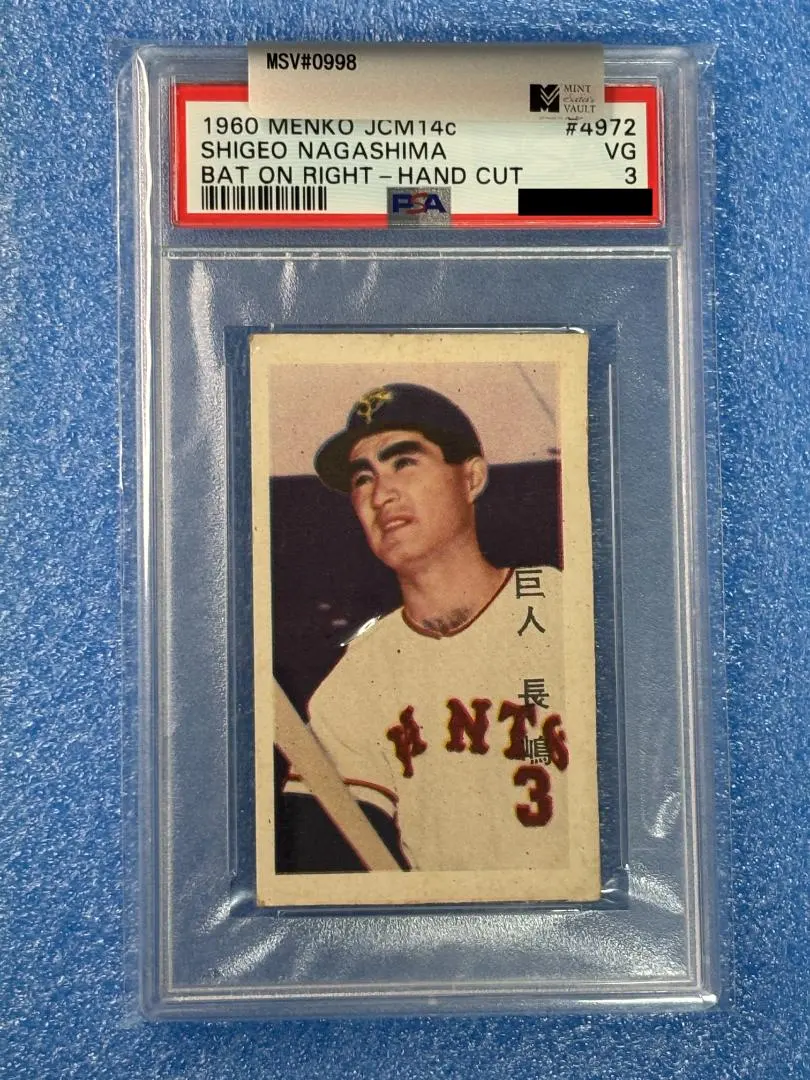 MSV#0998
MINT
VAULT
1960 MENKO JCM14c #4972
SHIGEO NAGASHIMA VG
BAT ON RIGHT - HAND CUT 3
PSA
巨人 長嶋
NTS
3